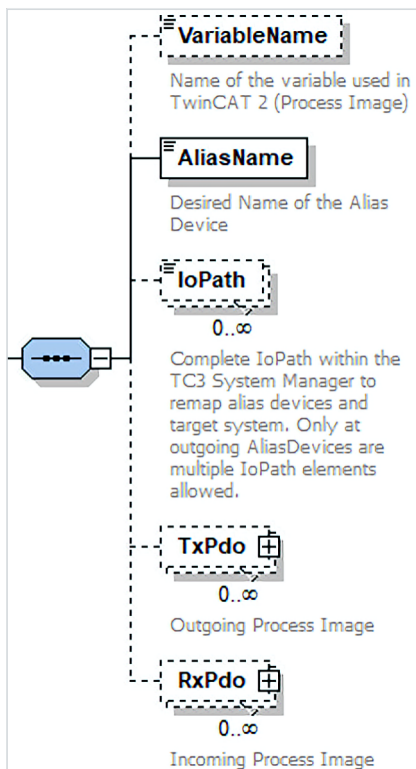 VariableName
Name of the variable used in
TwinCAT 2 (Process Image)
AliasName
Desired Name of the Alias
Device
IoPath
0..∞
Complete IoPath within the
TC3 System Manager to
remap alias devices and
target system. Only at
outgoing AliasDevices are
multiple IoPath elements
allowed.
TxPdo
0..∞
Outgoing Process Image
RxPdo
0..∞
Incoming Process Image